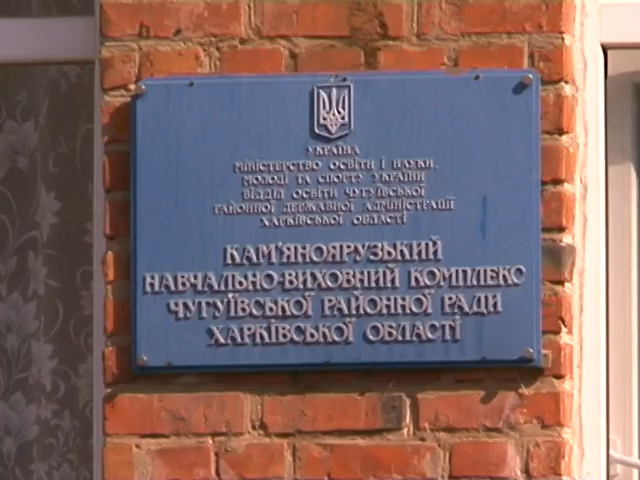 УКРАЇНА
МІНІСТЕРСТВО ОСВІТИ І НАУКИ,
МОЛОДІ ТА СПОРТУ УКРАЇНИ
ВІДДІЛ ОСВІТИ ЧУГУЇВСЬКОЇ
РАЙОННОЇ ДЕРЖАВНОЇ АДМІНІСТРАЦІЇ
ХАРКІВСЬКОЇ ОБЛАСТІ
КАМ'ЯНОЯРУЗЬКИЙ
НАВЧАЛЬНО-ВИХОВНИЙ КОМПЛЕКС
ЧУГУЇВСЬКОЇ РАЙОННОЇ РАДИ
ХАРКІВСЬКОЇ ОБЛАСТІ